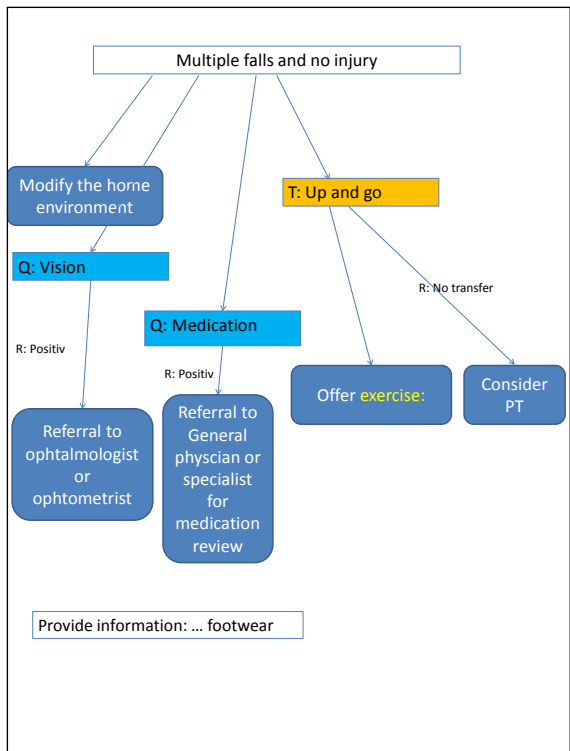 Multiple falls and no injury
Modify the home
environment
T: Up and go
Q: Vision
R: No transfer
Q: Medication
R: Positiv
R: Positiv
Offer exercise:
Consider
PT
Referral to
ophtalmologist
or
ophtometrist
Referral to
General
physcian or
specialist
for
medication
review
Provide information: ... footwear